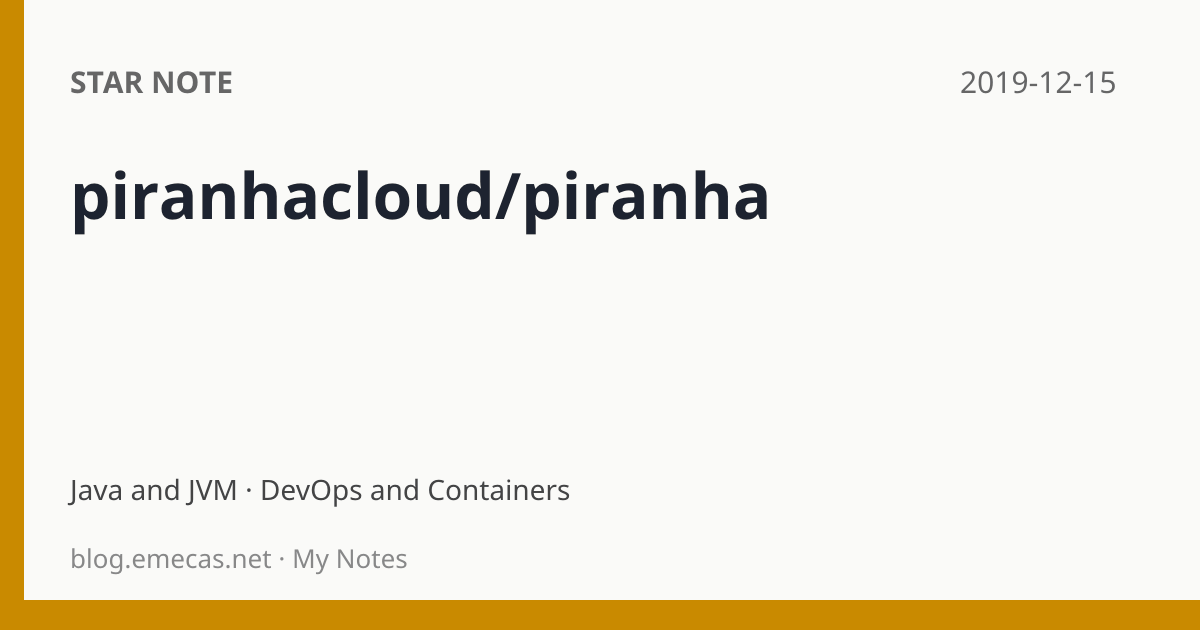 STAR NOTE
2019-12-15
piranhacloud/piranha
Java and JVM · DevOps and Containers
blog.emecas.net · My Notes